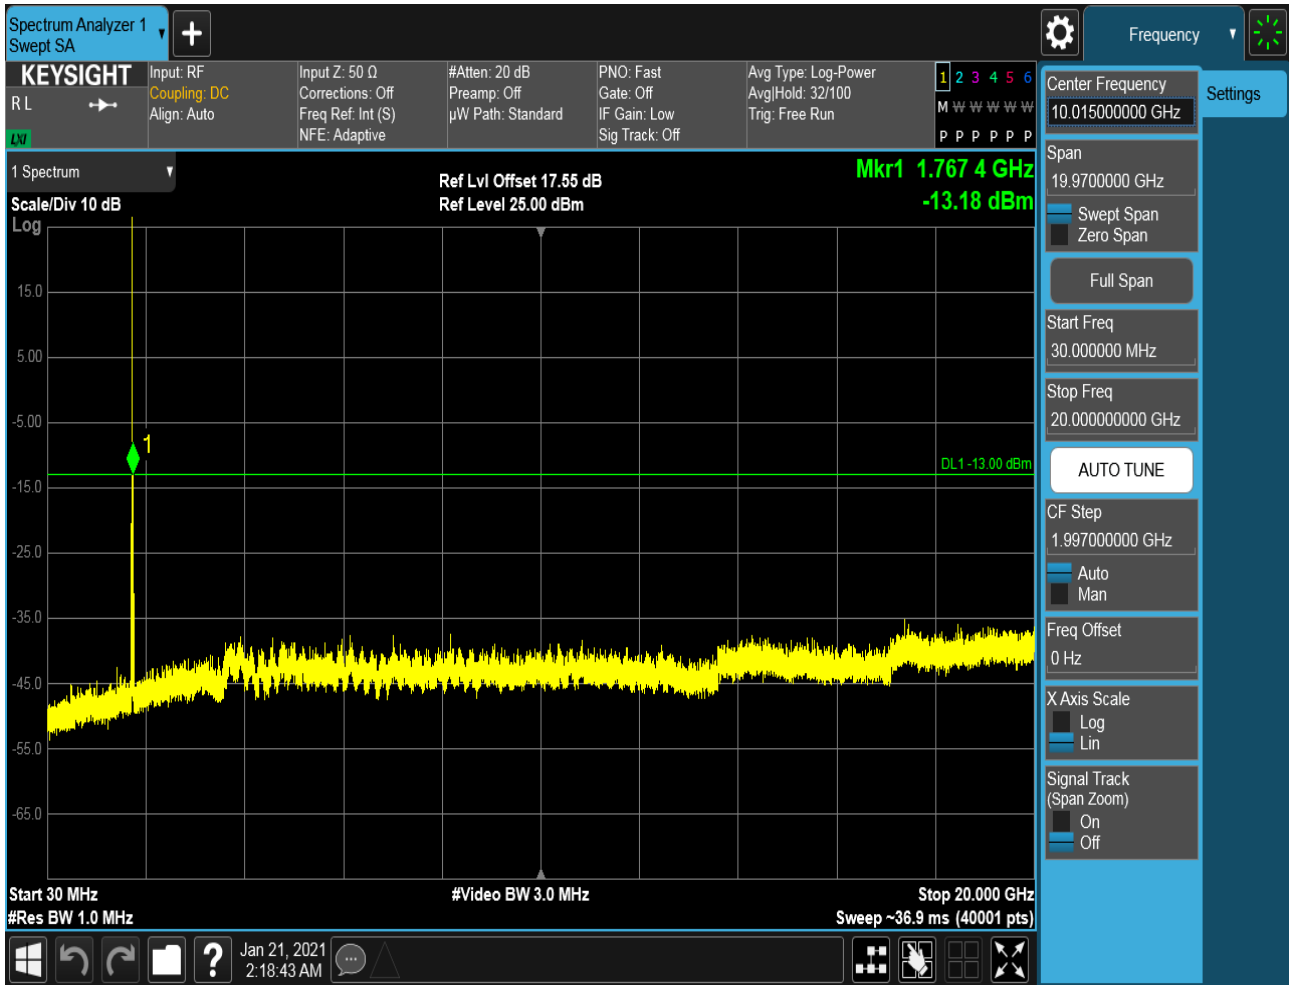 Spectrum Analyzer 1
Swept SA
Frequency
KEYSIGHT
R L
LXI
Input: RF
Coupling: DC
Align: Auto
Input Z: 50 Ω
Corrections: Off
Freq Ref: Int (S)
NFE: Adaptive
#Atten: 20 dB
Preamp: Off
µW Path: Standard
PNO: Fast
Gate: Off
IF Gain: Low
Sig Track: Off
Avg Type: Log-Power
Avg|Hold: 32/100
Trig: Free Run
1 2 3 4 5 6
M W W W W W
P P P P P P
1 Spectrum
Scale/Div 10 dB
Log
Ref Lvl Offset 17.55 dB
Ref Level 25.00 dBm
Mkr1 1.767 4 GHz
-13.18 dBm
15.0
5.00
-5.00
1
DL1 -13.00 dBm
-15.0
-25.0
-35.0
-45.0
-55.0
-65.0
Start 30 MHz
#Res BW 1.0 MHz
#Video BW 3.0 MHz
Stop 20.000 GHz
Sweep ~36.9 ms (40001 pts)
?
Jan 21, 2021
2:18:43 AM
Center Frequency
10.015000000 GHz
Settings
Span
19.9700000 GHz
Swept Span
Zero Span
Full Span
Start Freq
30.000000 MHz
Stop Freq
20.000000000 GHz
AUTO TUNE
CF Step
1.997000000 GHz
Auto
Man
Freq Offset
0 Hz
X Axis Scale
Log
Lin
Signal Track
(Span Zoom)
On
Off